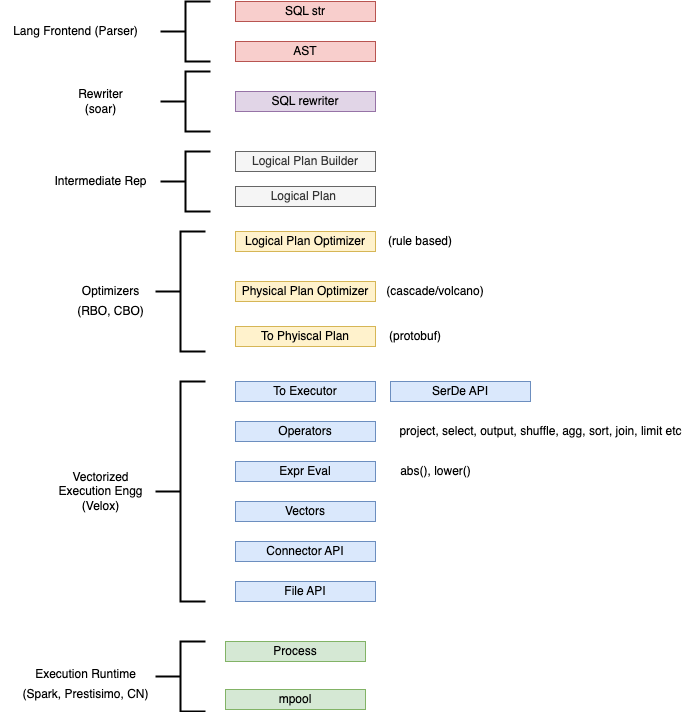 SQL str
Lang Frontend (Parser)
AST
Rewriter
(soar)
SQL rewriter
Logical Plan Builder
Intermediate Rep
Logical Plan
Logical Plan Optimizer (rule based)
Optimizers
(RBO, CBO)
Physical Plan Optimizer (cascade/volcano)
To Phyiscal Plan (protobuf)
To Executor SerDe API
Operators project, select, output, shuffle, agg, sort, join, limit etc
Expr Eval abs(), lower()
Vectorized
Execution Engg
(Velox)
Vectors
Connector API
File API
Process
Execution Runtime
(Spark, Prestisimo, CN)
mpool